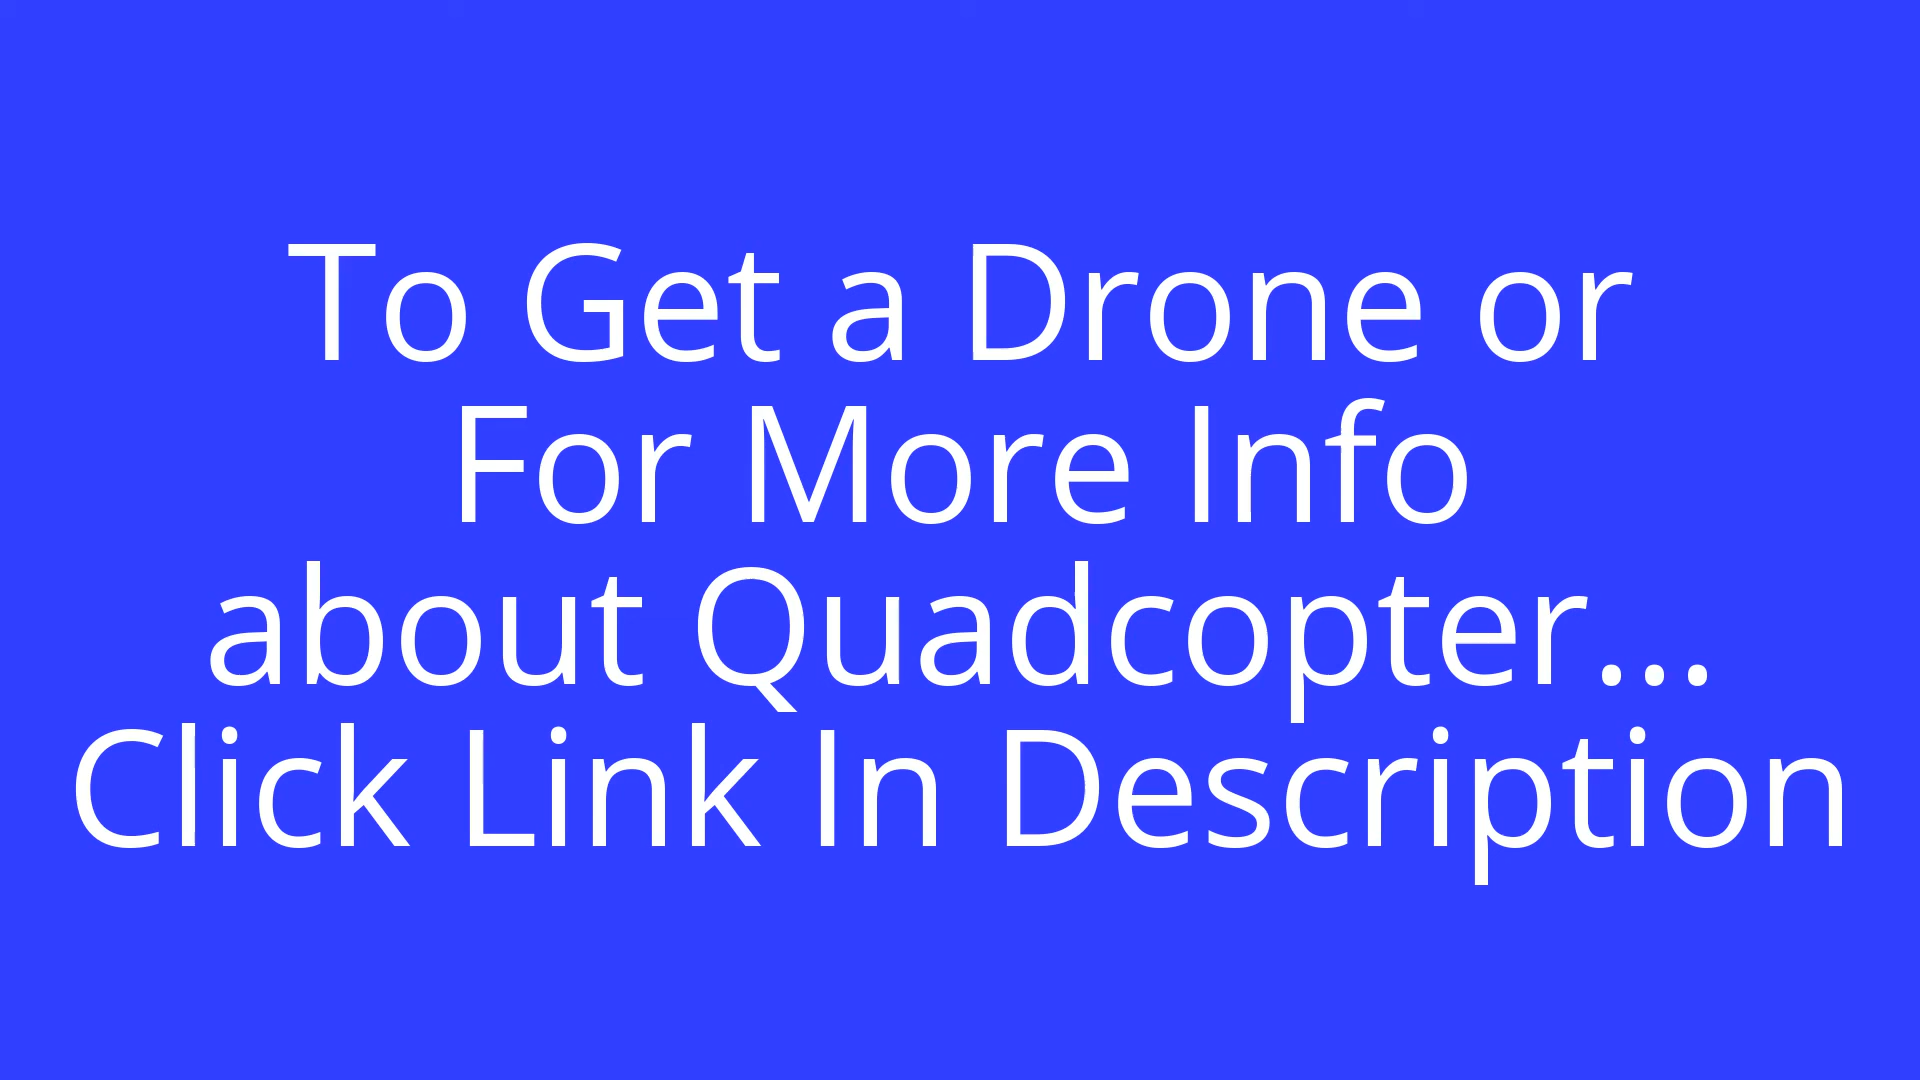 To Get a Drone or
For More Info
about Quadcopter...
Click Link In Description